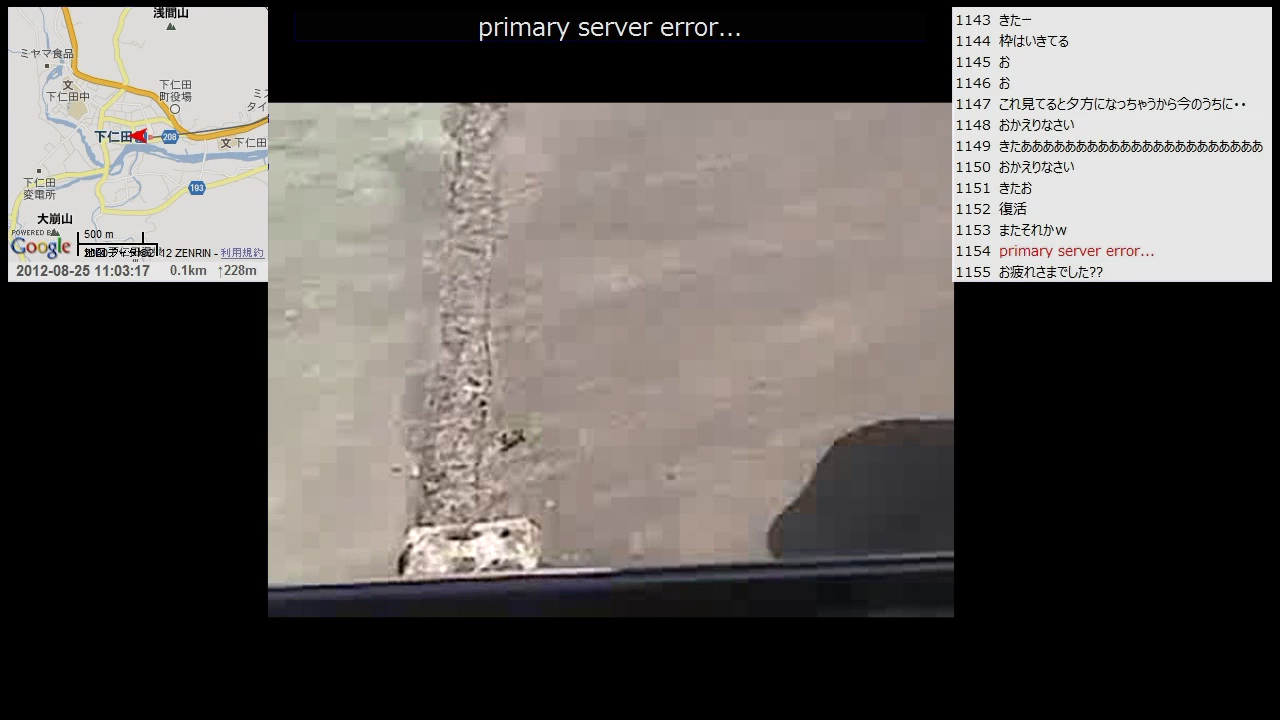 primary server error...
浅間山
ミヤマ食品
文
下仁田中
下仁田
町役場
ミス
タイ
下仁田
208
文 下仁田
下仁田
変電所
193
大崩山
POWERED BY
Google
500 m
12 ZENRIN - 利用規約
2012-08-25 11:03:17 0.1km ↑228m
1143 きたー
1144 枠はいきてる
1145 お
1146 お
1147 これ見てると夕方になっちゃうから今のうちに・・
1148 おかえりなさい
1149 きたああああああああああああああああああああああ
1150 おかえりなさい
1151 きたお
1152 復活
1153 またそれかｗ
1154 primary server error...
1155 お疲れさまでした??